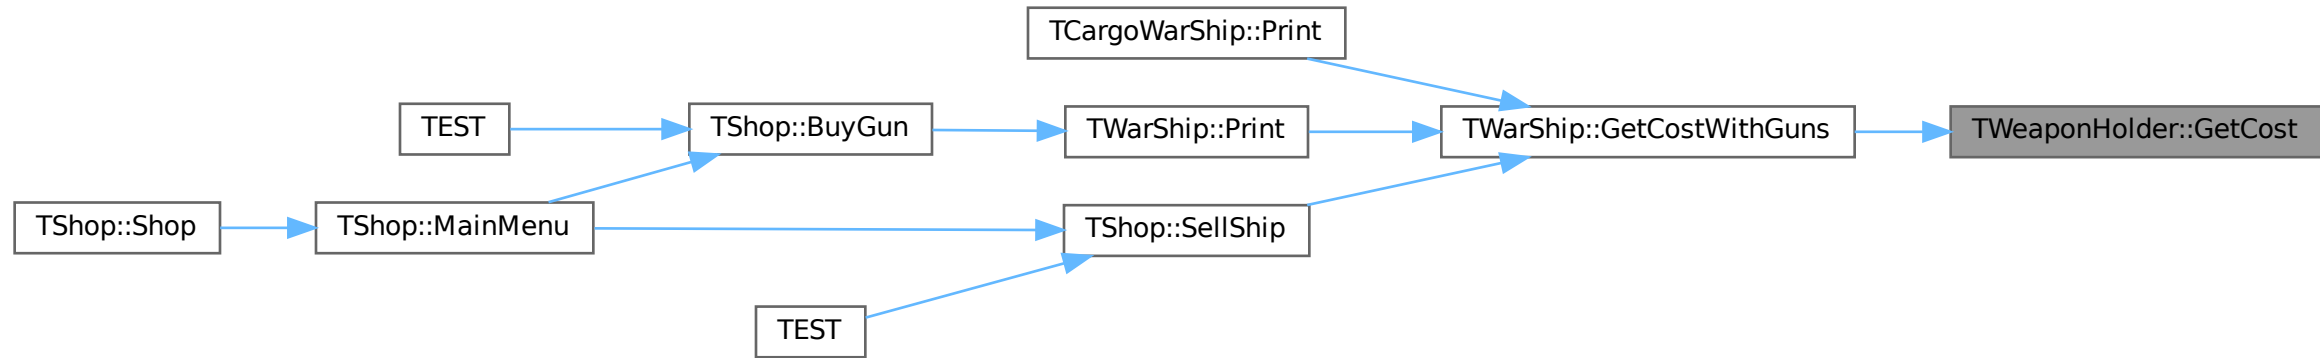 TCargoWarShip::Print
TEST
TShop::BuyGun
TWarShip::Print
TWarShip::GetCostWithGuns
TWeaponHolder::GetCost
TShop::Shop
TShop::MainMenu
TShop::SellShip
TEST